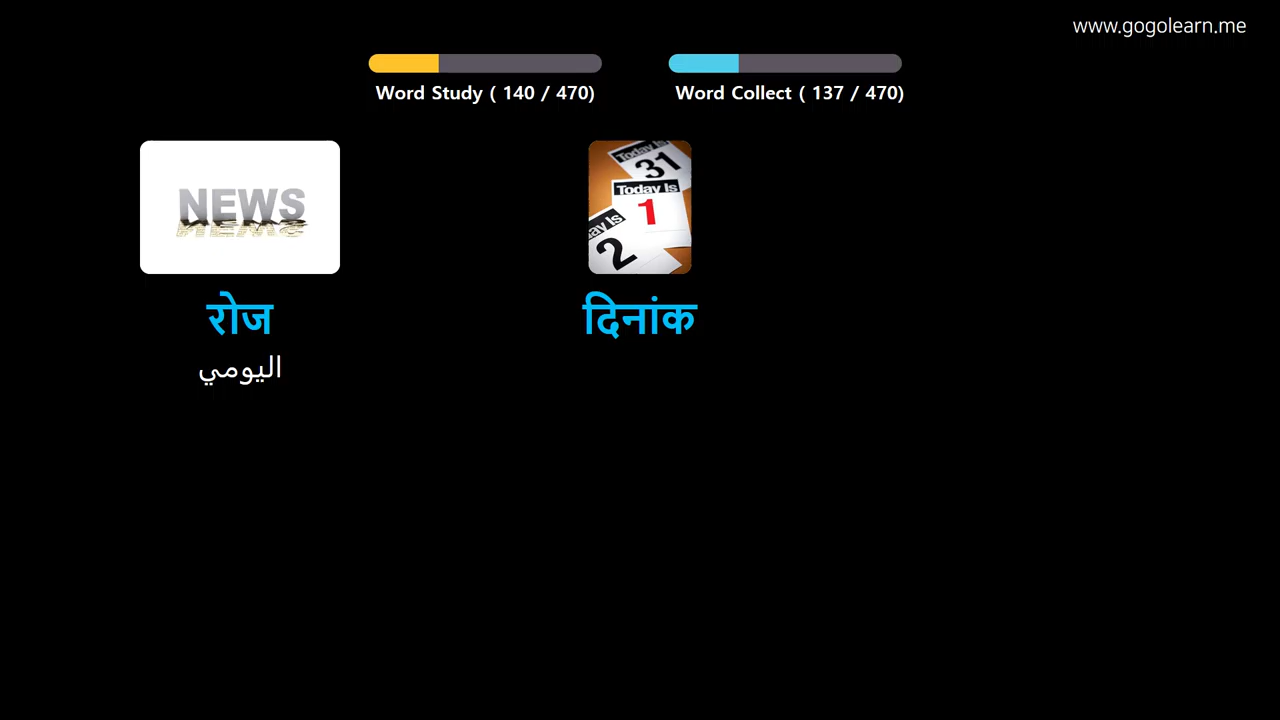 www.gogolearn.me
Word Study ( 140 / 470)
Word Collect ( 137 / 470)
NEWS
Today Is
31
Today Is
1
ay Is
2
रोज
दिनांक
اليومي